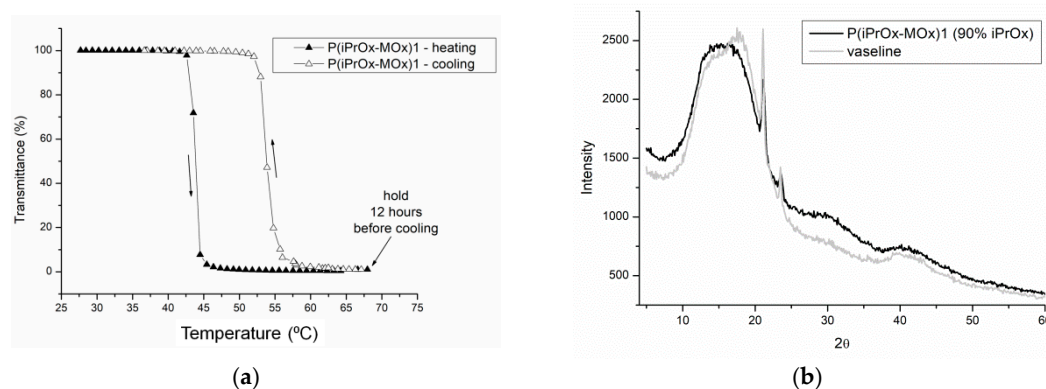 P(iPrOx-MOx)1 - heating
P(iPrOx-MOx)1 - cooling
Transmittance (%)
100
80
60
40
20
0
hold
12 hours
before cooling
25 30 35 40 45 50 55 60 65 70 75
Temperature (ºC)
(a)
P(iPrOx-MOx)1 (90% iPrOx)
vaseline
Intensity
2500
2000
1500
1000
500
10 20 30 40 50 60
2θ
(b)